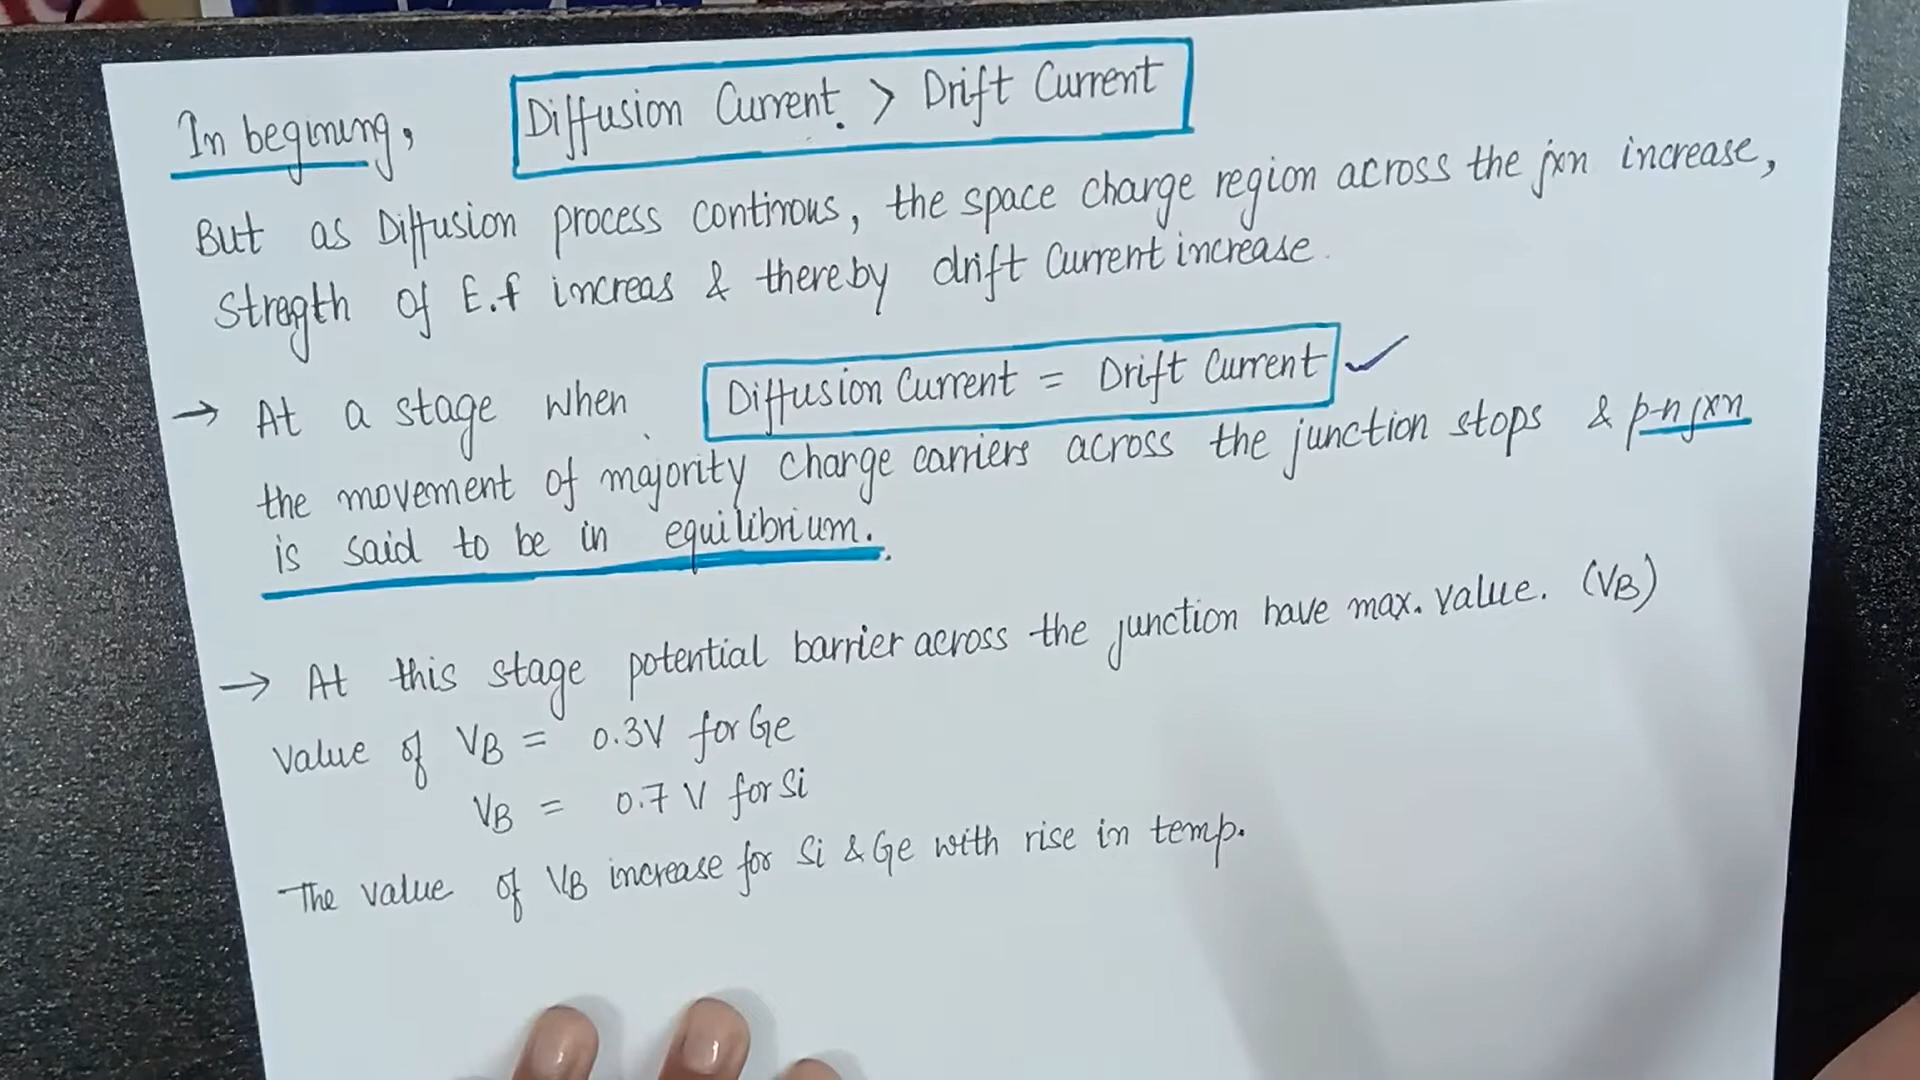 In begining, Diffusion Current > Drift Current
But as Diffusion process continous, the space charge region across the jxn increase,
Stregth of E.f increas & thereby drift Current increase.
→ At a stage when Diffusion Current = Drift Current ✓
the movement of majority charge carriers across the junction stops & p-n jxn
is said to be in equilibrium.
→ At this stage potential barrier across the junction have max. value. (VB)
Value of VB = 0.3V for Ge
VB = 0.7 V for Si
The value of VB increase for Si & Ge with rise in temp.